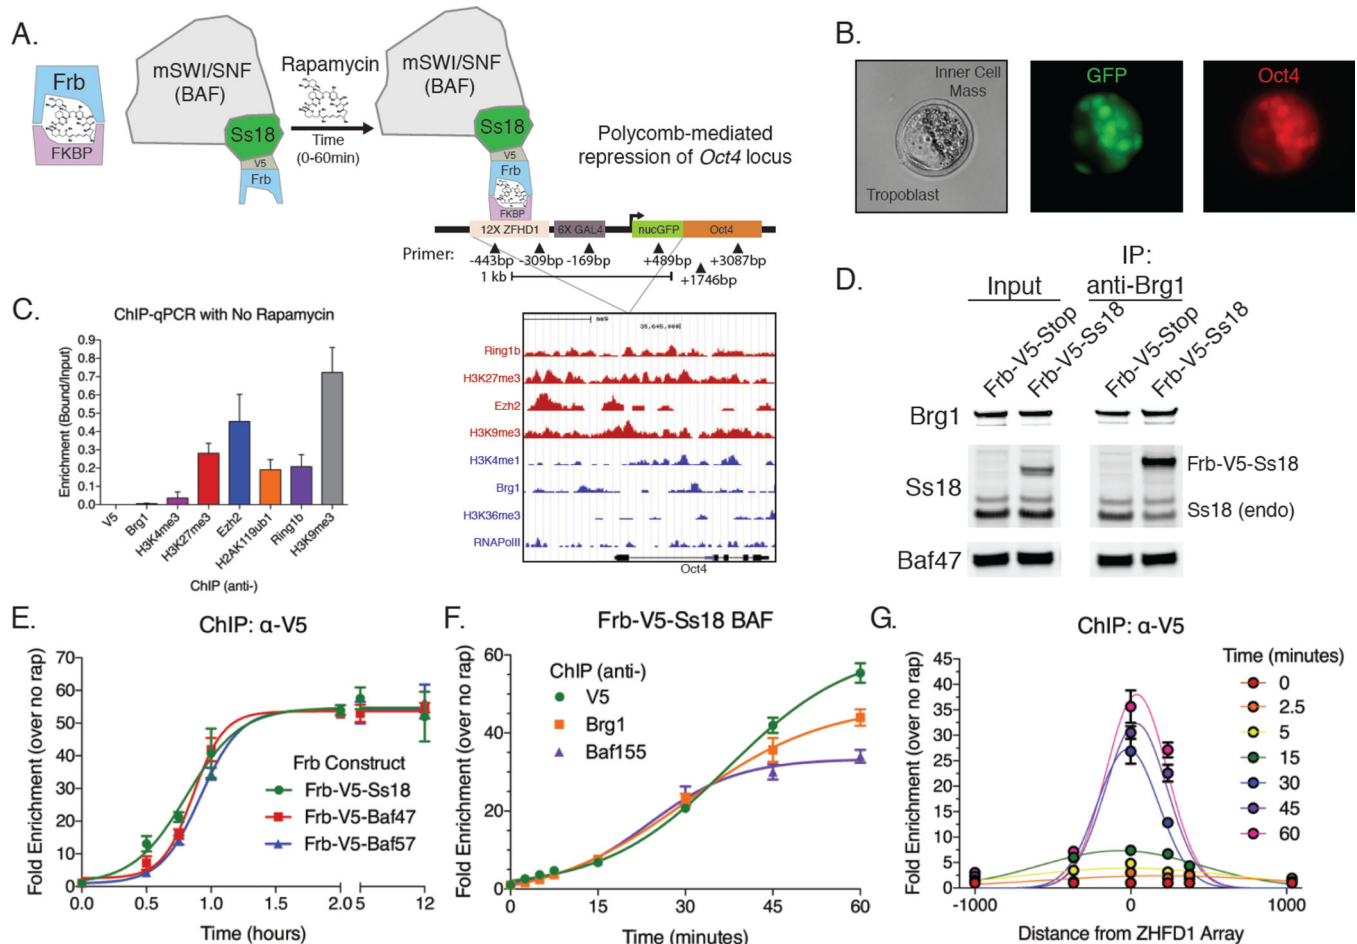 A.
Frb
FKBP
mSWI/SNF
(BAF)
Ss18
V5
Frb
Rapamycin
Time
(0-60min)
mSWI/SNF
(BAF)
Ss18
V5
Frb
FKBP
Polycomb-mediated
repression of Oct4 locus
12X ZFHD1
6X GAL4
nucGFP
Oct4
Primer:
-443bp
-309bp
-169bp
+489bp
+3087bp
+1746bp
1 kb
B.
Inner Cell
Mass
Tropoblast
GFP
Oct4
C.
ChIP-qPCR with No Rapamycin
Enrichment (Bound/Input)
0.9
0.8
0.7
0.6
0.5
0.4
0.3
0.2
0.1
0.0
V5
Brg1
H3K4me3
H3K27me3
Ezh2
H2AK119ub1
Ring1b
H3K9me3
ChIP (anti-)
mm9
Ring1b
H3K27me3
Ezh2
H3K9me3
H3K4me1
Brg1
H3K36me3
RNAPolII
Oct4
D.
Input
IP:
anti-Brg1
Frb-V5-Stop
Frb-V5-Ss18
Frb-V5-Stop
Frb-V5-Ss18
Brg1
Ss18
Baf47
Frb-V5-Ss18
Ss18 (endo)
E.
ChIP: α-V5
Fold Enrichment (over no rap)
70
60
50
40
30
20
10
0
0.0
0.5
1.0
1.5
2.0
5
12
Time (hours)
Frb Construct
Frb-V5-Ss18
Frb-V5-Baf47
Frb-V5-Baf57
F.
Frb-V5-Ss18 BAF
Fold Enrichment (over no rap)
60
40
20
0
0
15
30
45
60
Time (minutes)
ChIP (anti-)
V5
Brg1
Baf155
G.
ChIP: α-V5
Fold Enrichment (over no rap)
45
40
35
30
25
20
15
10
5
0
-1000
0
1000
Distance from ZHFD1 Array
Time (minutes)
0
2.5
5
15
30
45
60